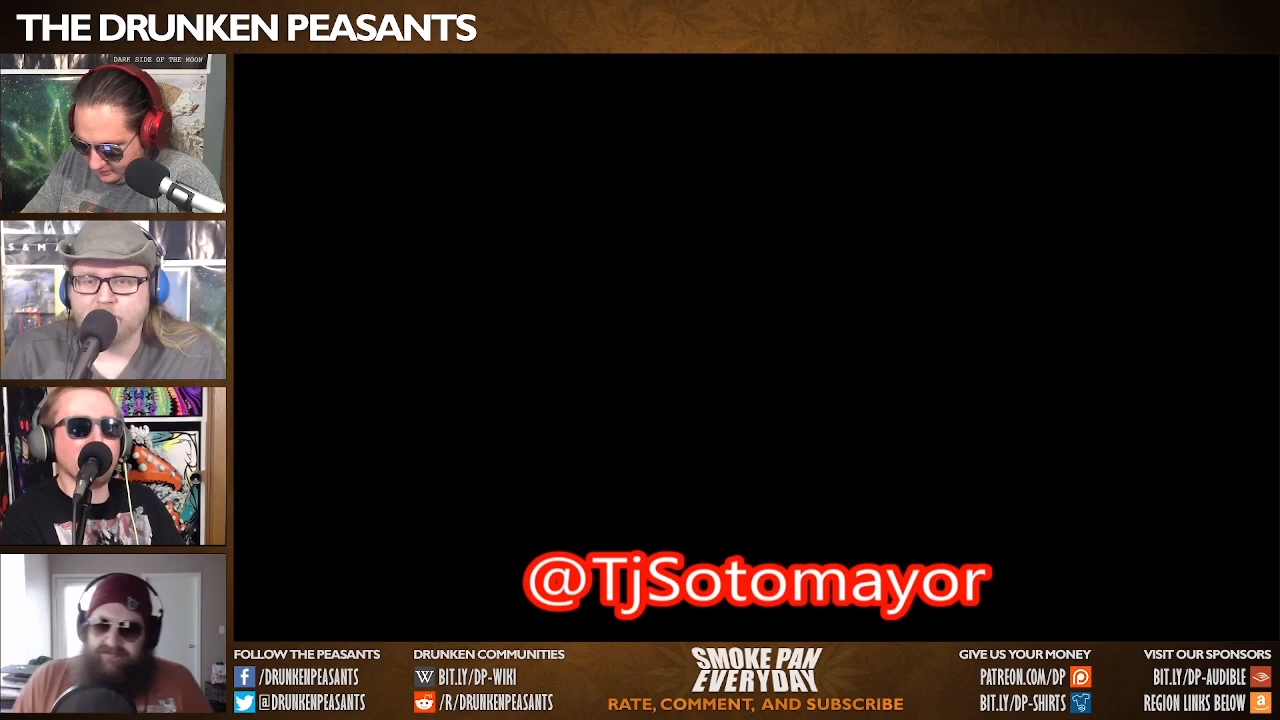 THE DRUNKEN PEASANTS
DARK SIDE OF THE MOON
S & M
@TjSotomayor
FOLLOW THE PEASANTS
/DRUNKENPEASANTS
@DRUNKENPEASANTS
DRUNKEN COMMUNITIES
W BIT.LY/DP-WIKI
/R/DRUNKENPEASANTS
SMOKE PAN
EVERYDAY
RATE, COMMENT, AND SUBSCRIBE
GIVE US YOUR MONEY
PATREON.COM/DP
BIT.LY/DP-SHIRTS
VISIT OUR SPONSORS
BIT.LY/DP-AUDIBLE
REGION LINKS BELOW